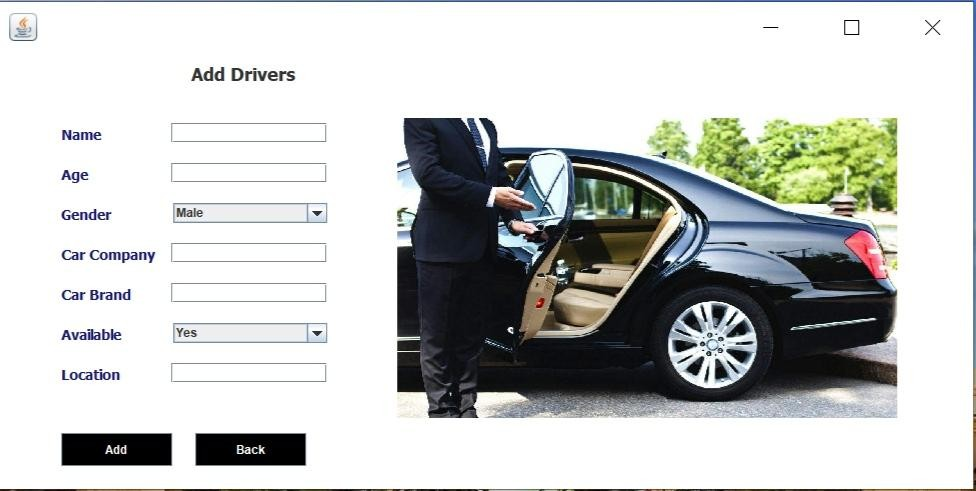 Add Drivers
Name
Age
Gender Male
Car Company
Car Brand
Available Yes
Location
Add Back